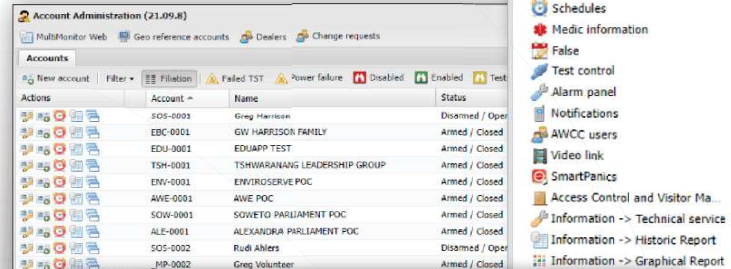 Account Administration (21.09.8)
MultiMonitor Web Geo reference accounts Dealers Change requests
Accounts
New account Filter Filiation Failed TST Power failure Disabled Enabled Test
Actions Account Name Status
SOS-0001 Greg Harrison Disarmed / Oper
EBC-0001 GW HARRISON FAMILY Armed / Closed
EDU-0001 EDUAPP TEST Armed / Closed
TSH-0001 TSHWARANANG LEADERSHIP GROUP Armed / Closed
ENV-0001 ENVIROSERVE POC Armed / Closed
AWE-0001 AWE POC Armed / Closed
SOW-0001 SOWETO PARLIAMENT POC Armed / Closed
ALE-0001 ALEXANDRA PARLIAMENT POC Armed / Closed
SOS-0002 Rudi Ahlers Disarmed / Oper
_MP-0002 Greg Volunteer Armed / Closed
Schedules
Medic information
False
Test control
Alarm panel
Notifications
AWCC users
Video link
SmartPanics
Access Control and Visitor Ma...
Information -> Technical service
Information -> Historic Report
Information -> Graphical Report